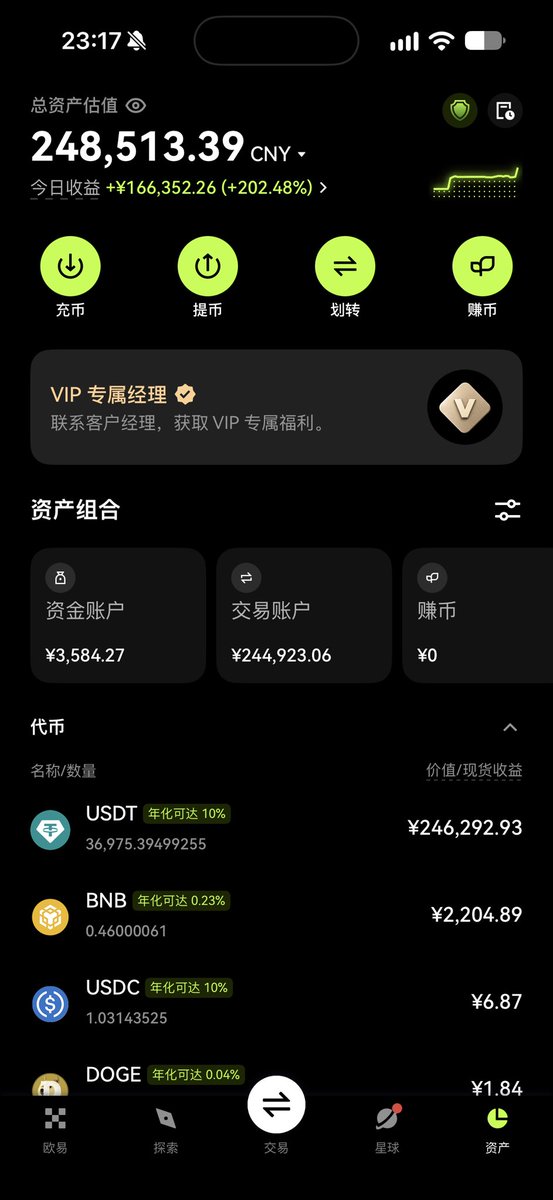 23:17
总资产估值
248,513.39 CNY
今日收益 +¥166,352.26 (+202.48%)
充币 提币 划转 赚币
VIP 专属经理
联系客户经理，获取 VIP 专属福利。
V
资产组合
资金账户 交易账户 赚币
¥3,584.27 ¥244,923.06 ¥0
代币
名称/数量 价值/现货收益
USDT 年化可达 10%
36,975.39499255 ¥246,292.93
BNB 年化可达 0.23%
0.46000061 ¥2,204.89
USDC 年化可达 10%
1.03143525 ¥6.87
DOGE 年化可达 0.04%
¥1.84
欧易 探索 交易 星球 资产